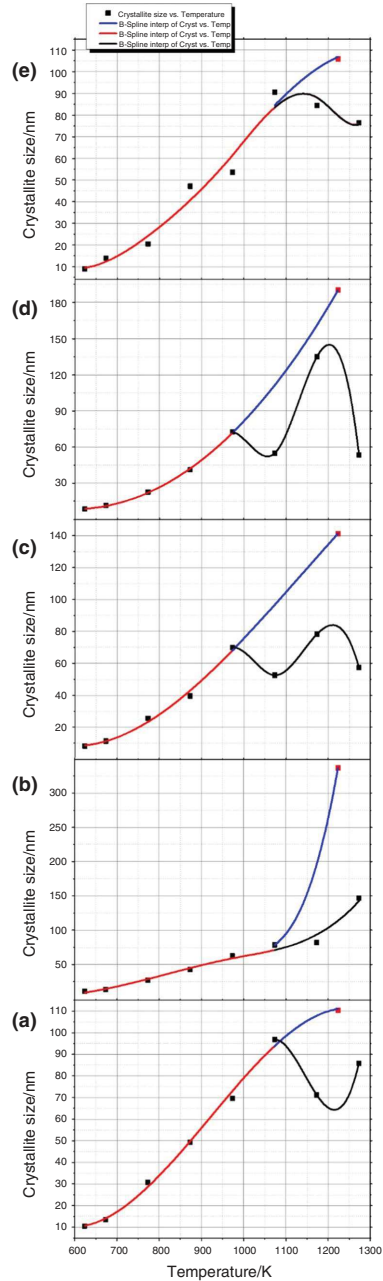 Crystallite size vs. Temperature
B-Spline interp of Cryst vs. Temp
B-Spline interp of Cryst vs. Temp
B-Spline interp of Cryst vs. Temp
(e)
110
100
90
80
70
60
50
40
30
20
10
Crystallite size/nm
(d)
180
150
120
90
60
30
Crystallite size/nm
(c)
140
120
100
80
60
40
20
Crystallite size/nm
(b)
300
250
200
150
100
50
Crystallite size/nm
(a)
110
100
90
80
70
60
50
40
30
20
10
Crystallite size/nm
600 700 800 900 1000 1100 1200 1300
Temperature/K